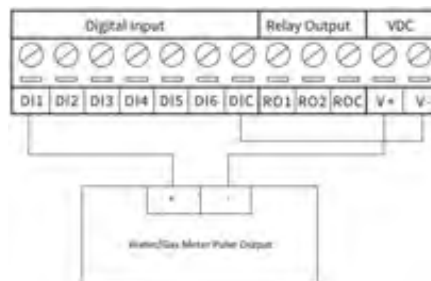 Digital Input Relay Output VDC
DI1 DI2 DI3 DI4 DI5 DI6 DIC RO1 RO2 ROC V+ V-
+ -
Water/Gas Meter Pulse Output